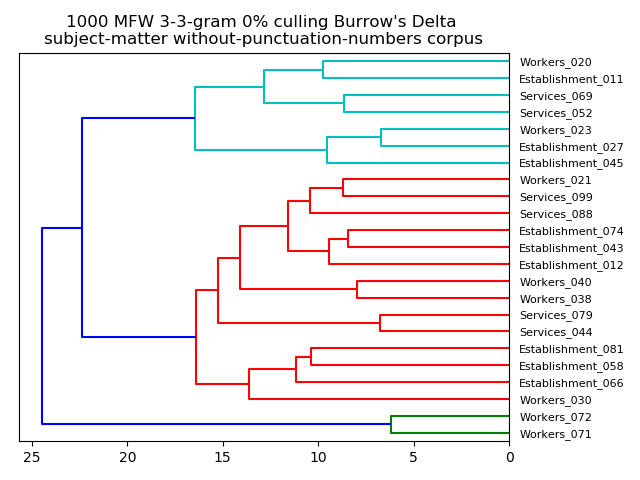 1000 MFW 3-3-gram 0% culling Burrow's Delta
subject-matter without-punctuation-numbers corpus
Workers_020
Establishment_011
Services_069
Services_052
Workers_023
Establishment_027
Establishment_045
Workers_021
Services_099
Services_088
Establishment_074
Establishment_043
Establishment_012
Workers_040
Workers_038
Services_079
Services_044
Establishment_081
Establishment_058
Establishment_066
Workers_030
Workers_072
Workers_071
25 20 15 10 5 0